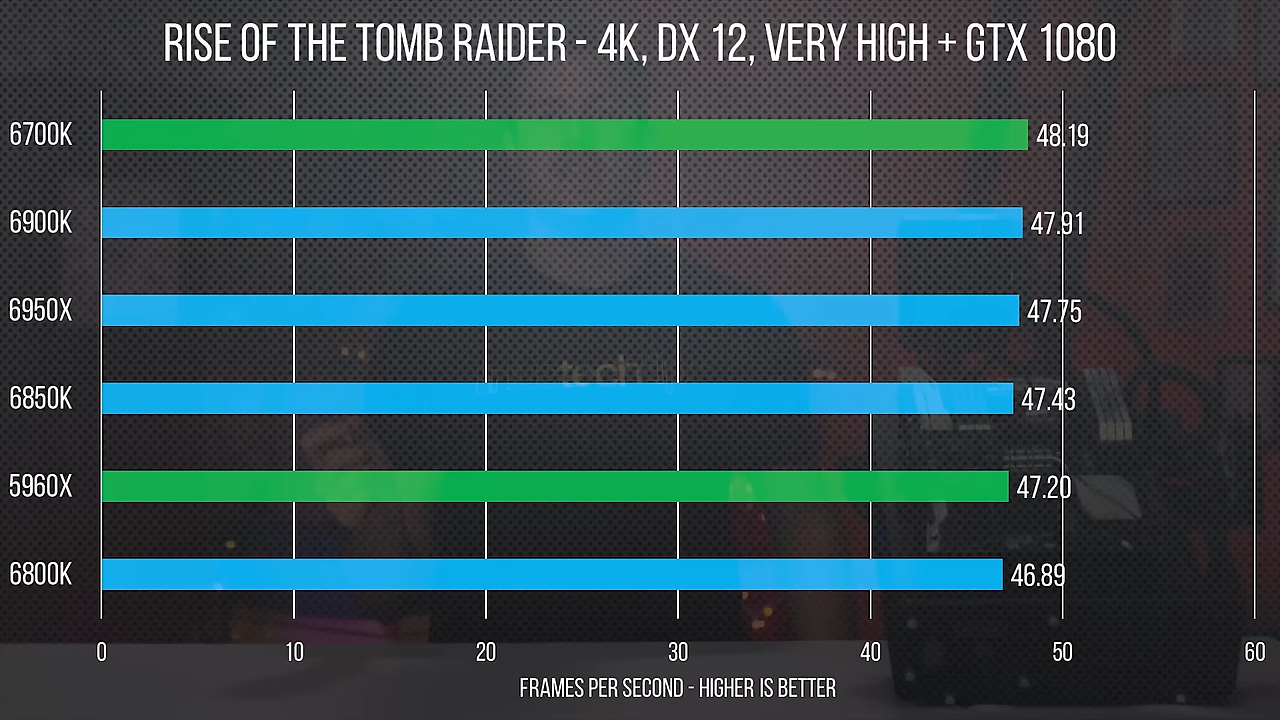 RISE OF THE TOMB RAIDER - 4K, DX 12, VERY HIGH + GTX 1080
6700K 48.19
6900K 47.91
6950X 47.75
tech
6850K 47.43
5960X 47.20
6800K 46.89
0 10 20 30 40 50 60
FRAMES PER SECOND - HIGHER IS BETTER